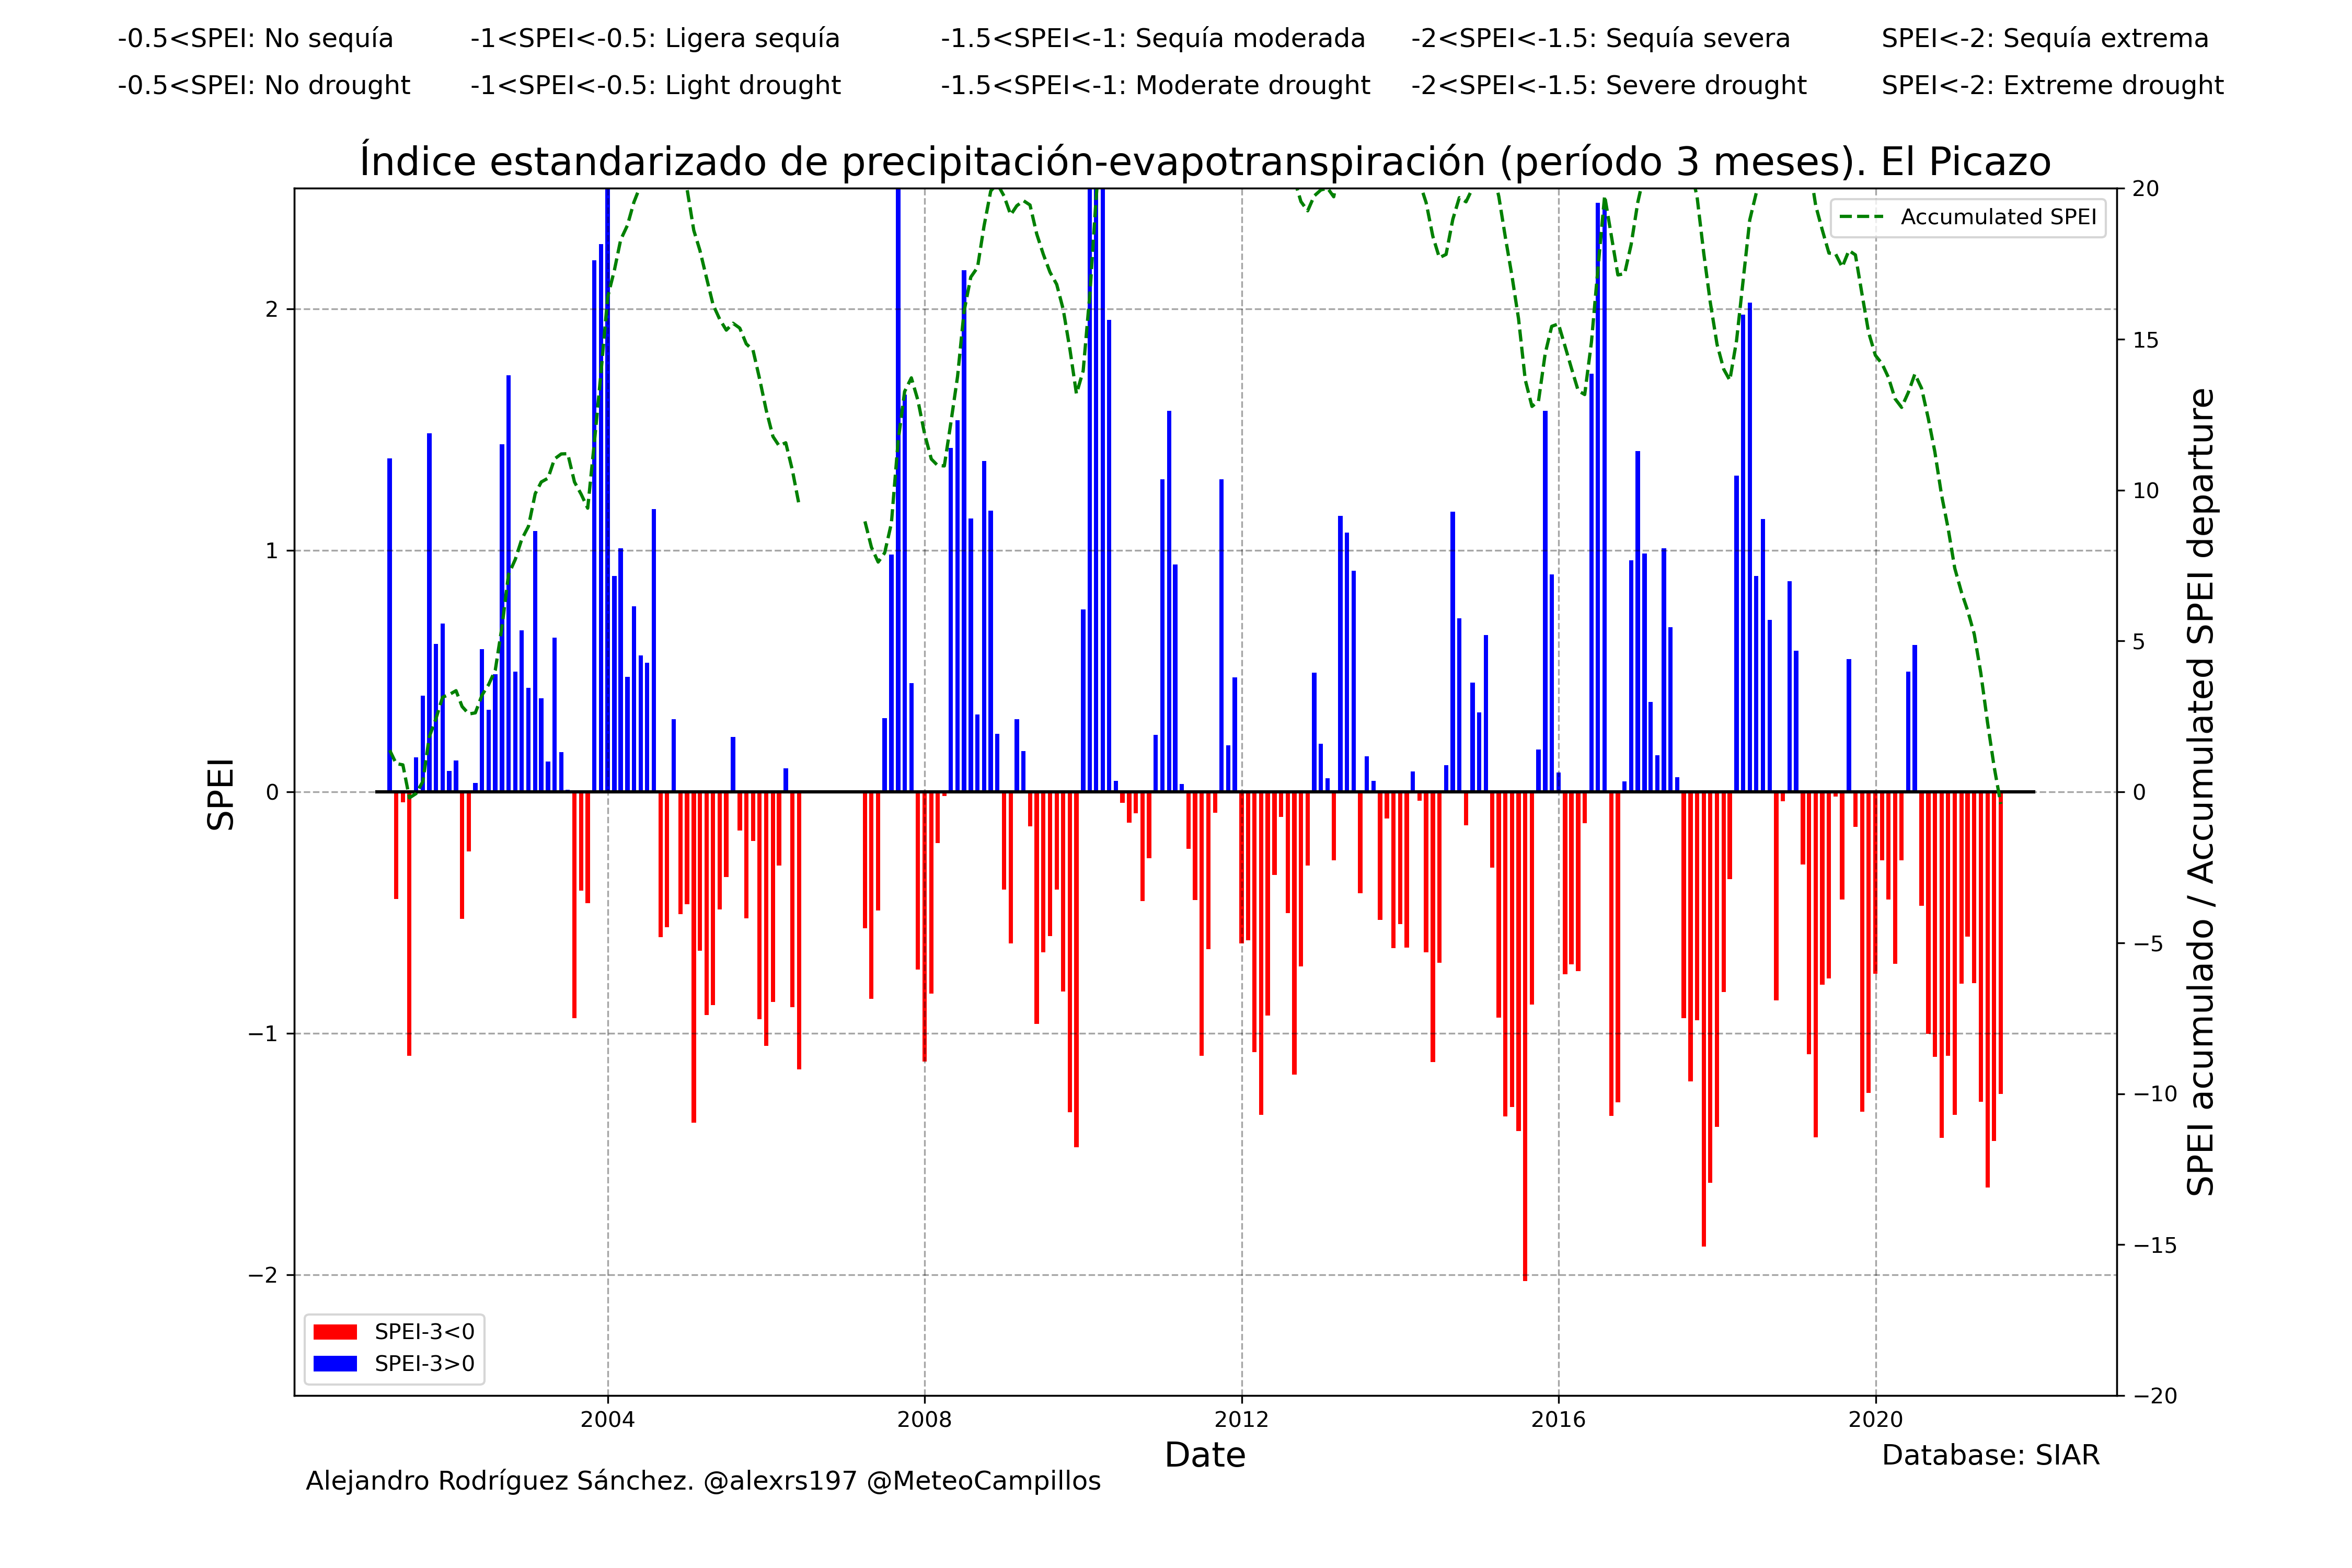 -0.5<SPEI: No sequía -1<SPEI<-0.5: Ligera sequía -1.5<SPEI<-1: Sequía moderada -2<SPEI<-1.5: Sequía severa SPEI<-2: Sequía extrema
-0.5<SPEI: No drought -1<SPEI<-0.5: Light drought -1.5<SPEI<-1: Moderate drought -2<SPEI<-1.5: Severe drought SPEI<-2: Extreme drought
Índice estandarizado de precipitación-evapotranspiración (período 3 meses). El Picazo
Accumulated SPEI
SPEI
2
1
0
−1
−2
20
15
10
5
0
−5
−10
−15
−20
SPEI acumulado / Accumulated SPEI departure
SPEI-3<0
SPEI-3>0
2004 2008 2012 2016 2020
Date
Database: SIAR
Alejandro Rodríguez Sánchez. @alexrs197 @MeteoCampillos